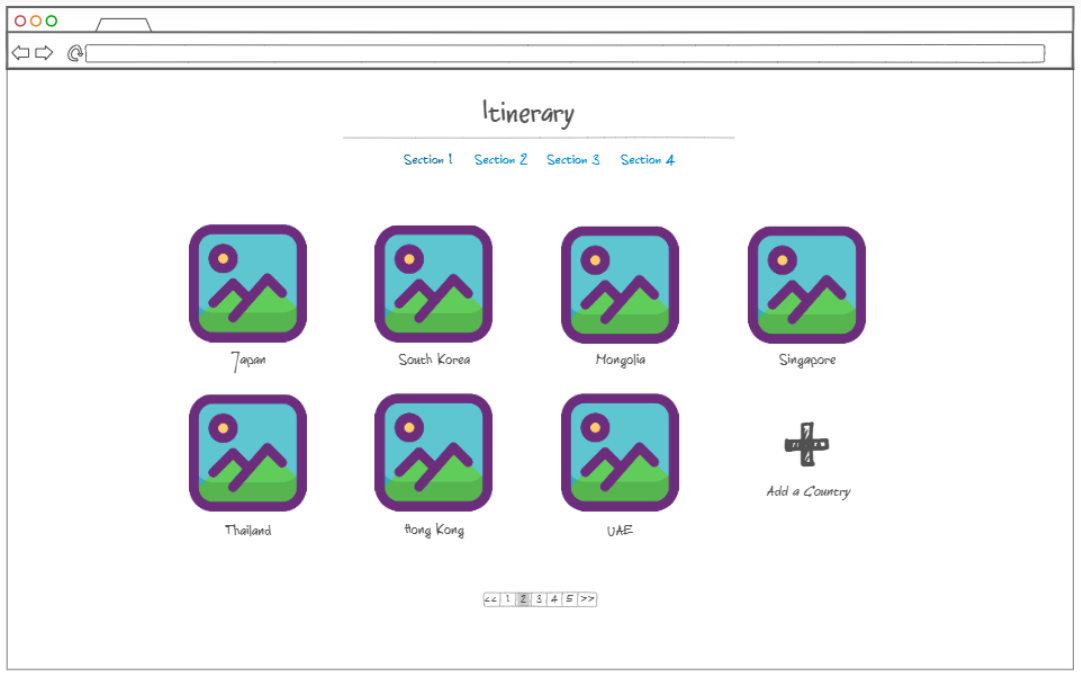 Itinerary
Section 1 Section 2 Section 3 Section 4
Japan South Korea Mongolia Singapore
Add a Country
Thailand Hong Kong UAE
<< 1 2 3 4 5 >>